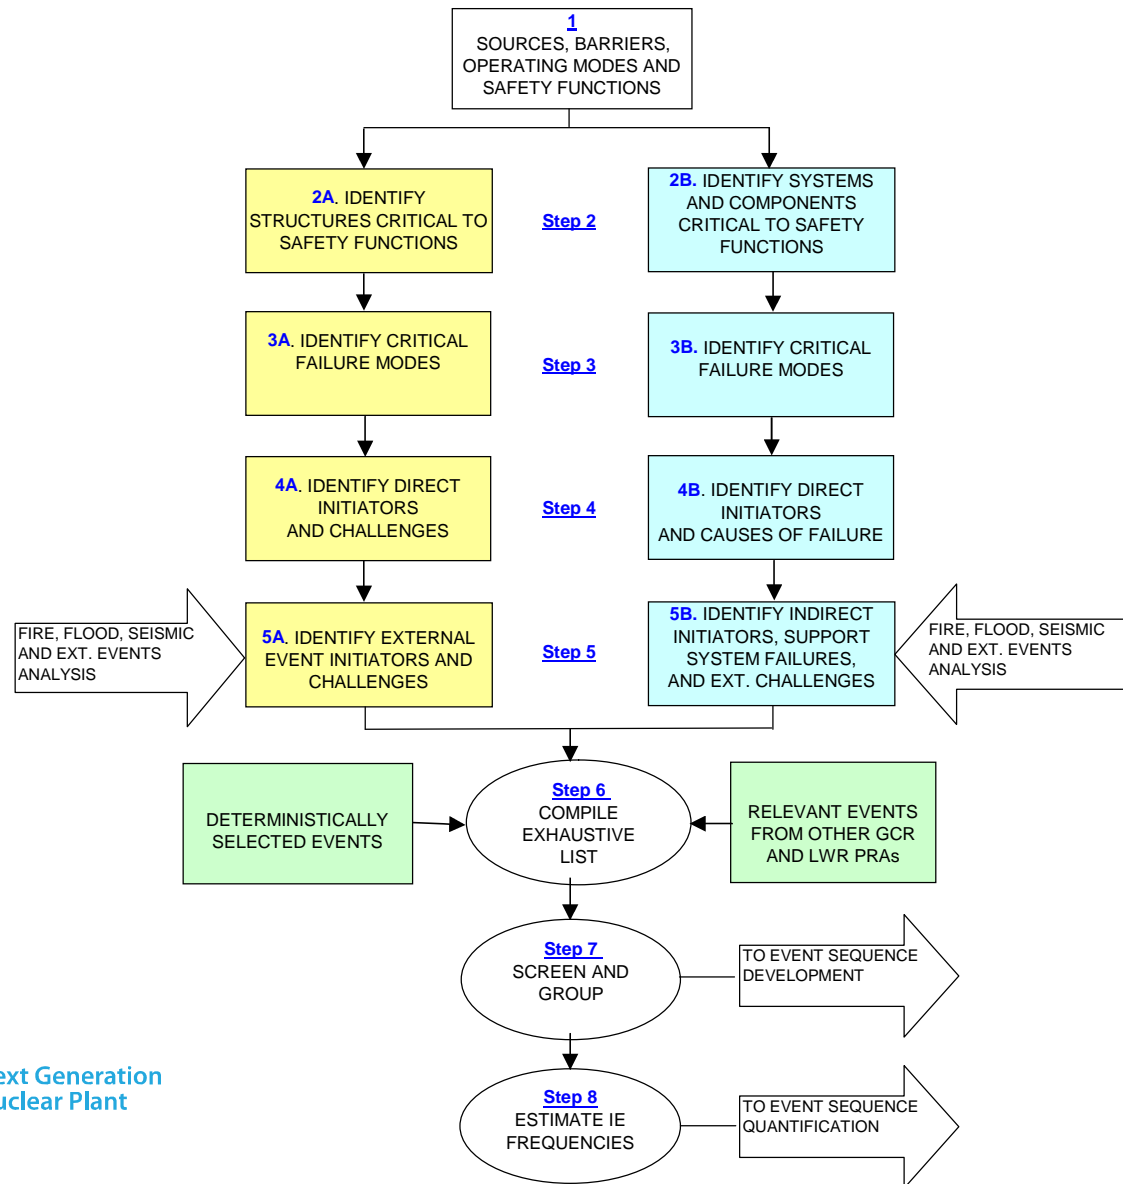 1
SOURCES, BARRIERS,
OPERATING MODES AND
SAFETY FUNCTIONS
2A. IDENTIFY
STRUCTURES CRITICAL TO
SAFETY FUNCTIONS
Step 2
2B. IDENTIFY SYSTEMS
AND COMPONENTS
CRITICAL TO SAFETY
FUNCTIONS
3A. IDENTIFY CRITICAL
FAILURE MODES
Step 3
3B. IDENTIFY CRITICAL
FAILURE MODES
4A. IDENTIFY DIRECT
INITIATORS
AND CHALLENGES
Step 4
4B. IDENTIFY DIRECT
INITIATORS
AND CAUSES OF FAILURE
FIRE, FLOOD, SEISMIC
AND EXT. EVENTS
ANALYSIS
5A. IDENTIFY EXTERNAL
EVENT INITIATORS AND
CHALLENGES
Step 5
5B. IDENTIFY INDIRECT
INITIATORS, SUPPORT
SYSTEM FAILURES,
AND EXT. CHALLENGES
FIRE, FLOOD, SEISMIC
AND EXT. EVENTS
ANALYSIS
DETERMINISTICALLY
SELECTED EVENTS
Step 6
COMPILE
EXHAUSTIVE
LIST
RELEVANT EVENTS
FROM OTHER GCR
AND LWR PRAs
Step 7
SCREEN AND
GROUP
TO EVENT SEQUENCE
DEVELOPMENT
ext Generation
uclear Plant
Step 8
ESTIMATE IE
FREQUENCIES
TO EVENT SEQUENCE
QUANTIFICATION